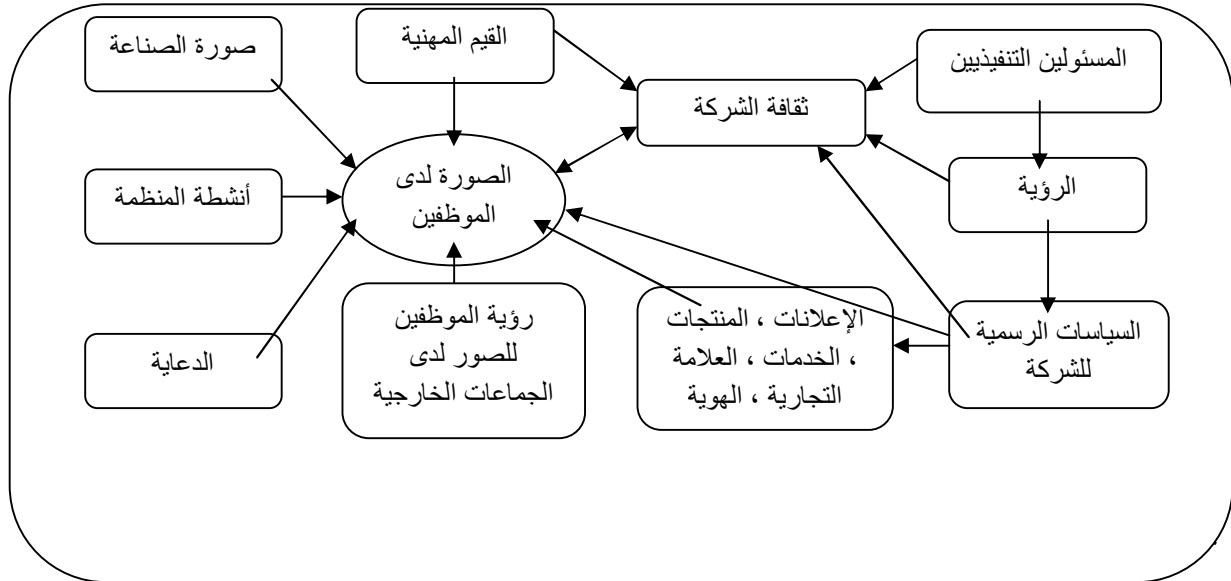 المسئولين التنفيذيين
القيم المهنية
صورة الصناعة
ثقافة الشركة
الرؤية
الصورة لدى
الموظفين
أنشطة المنظمة
السياسات الرسمية
للشركة
الإعلانات ، المنتجات
، الخدمات ، العلامة
التجارية ، الهوية
رؤية الموظفين
للصور لدى
الجماعات الخارجية
الدعاية